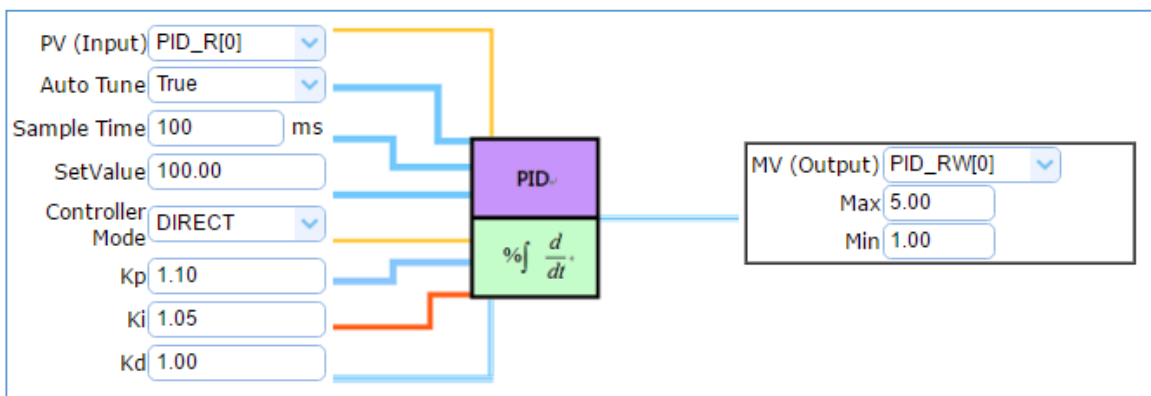 PV (Input) PID_R[0]
Auto Tune True
Sample Time 100 ms
SetValue 100.00
Controller
Mode DIRECT
Kp 1.10
Ki 1.05
Kd 1.00
PID
%∫ d/dt
MV (Output) PID_RW[0]
Max 5.00
Min 1.00